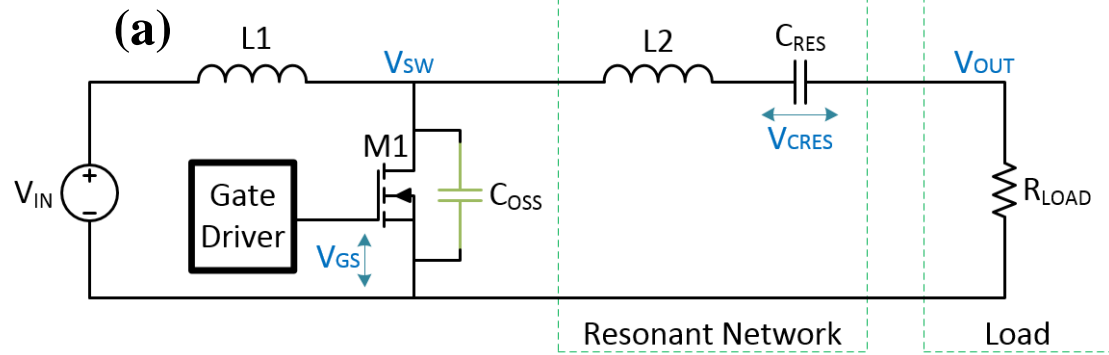 (a)
L1
VSW
L2
CRES
VOUT
VCRES
M1
VIN
+
−
Gate
Driver
COSS
RLOAD
VGS
Resonant Network
Load